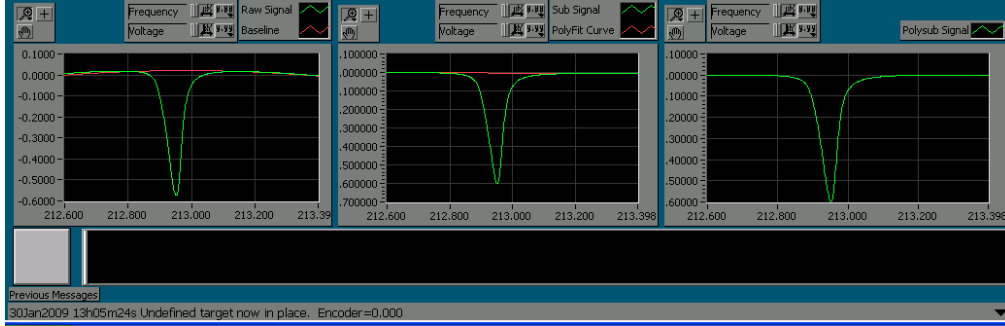 Frequency Raw Signal
Voltage Baseline
0.1000
0.0000
-0.1000
-0.2000
-0.3000
-0.4000
-0.5000
-0.6000
212.600 212.800 213.000 213.200 213.39
Frequency Sub Signal
Voltage PolyFit Curve
.100000
.000000
.100000
.200000
.300000
.400000
.500000
.600000
.700000
212.600 212.800 213.000 213.200 213.398
Frequency
Voltage Polysub Signal
.10000
.00000
.10000
.20000
.30000
.40000
.50000
.60000
212.600 212.800 213.000 213.200 213.398
Previous Messages
30Jan2009 13h05m24s Undefined target now in place. Encoder=0.000